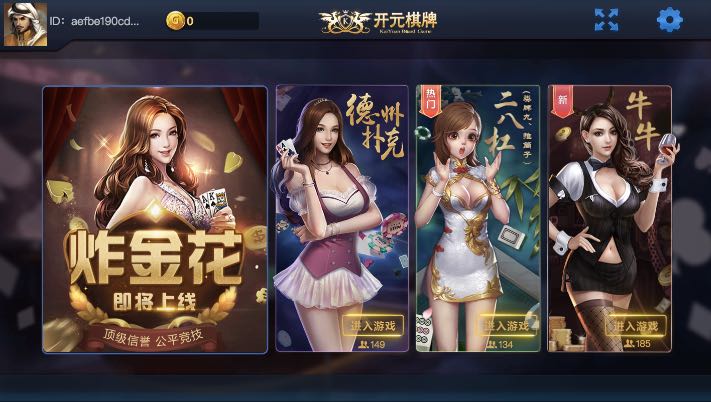 ID：aefbe190cd...
0
开元棋牌
KaiYuan Board Game
炸金花
即将上线
顶级信誉 公平竞技
德州
扑克
进入游戏
149
热门
二八杠
（类牌九、推筒子）
进入游戏
134
新
牛牛
进入游戏
185